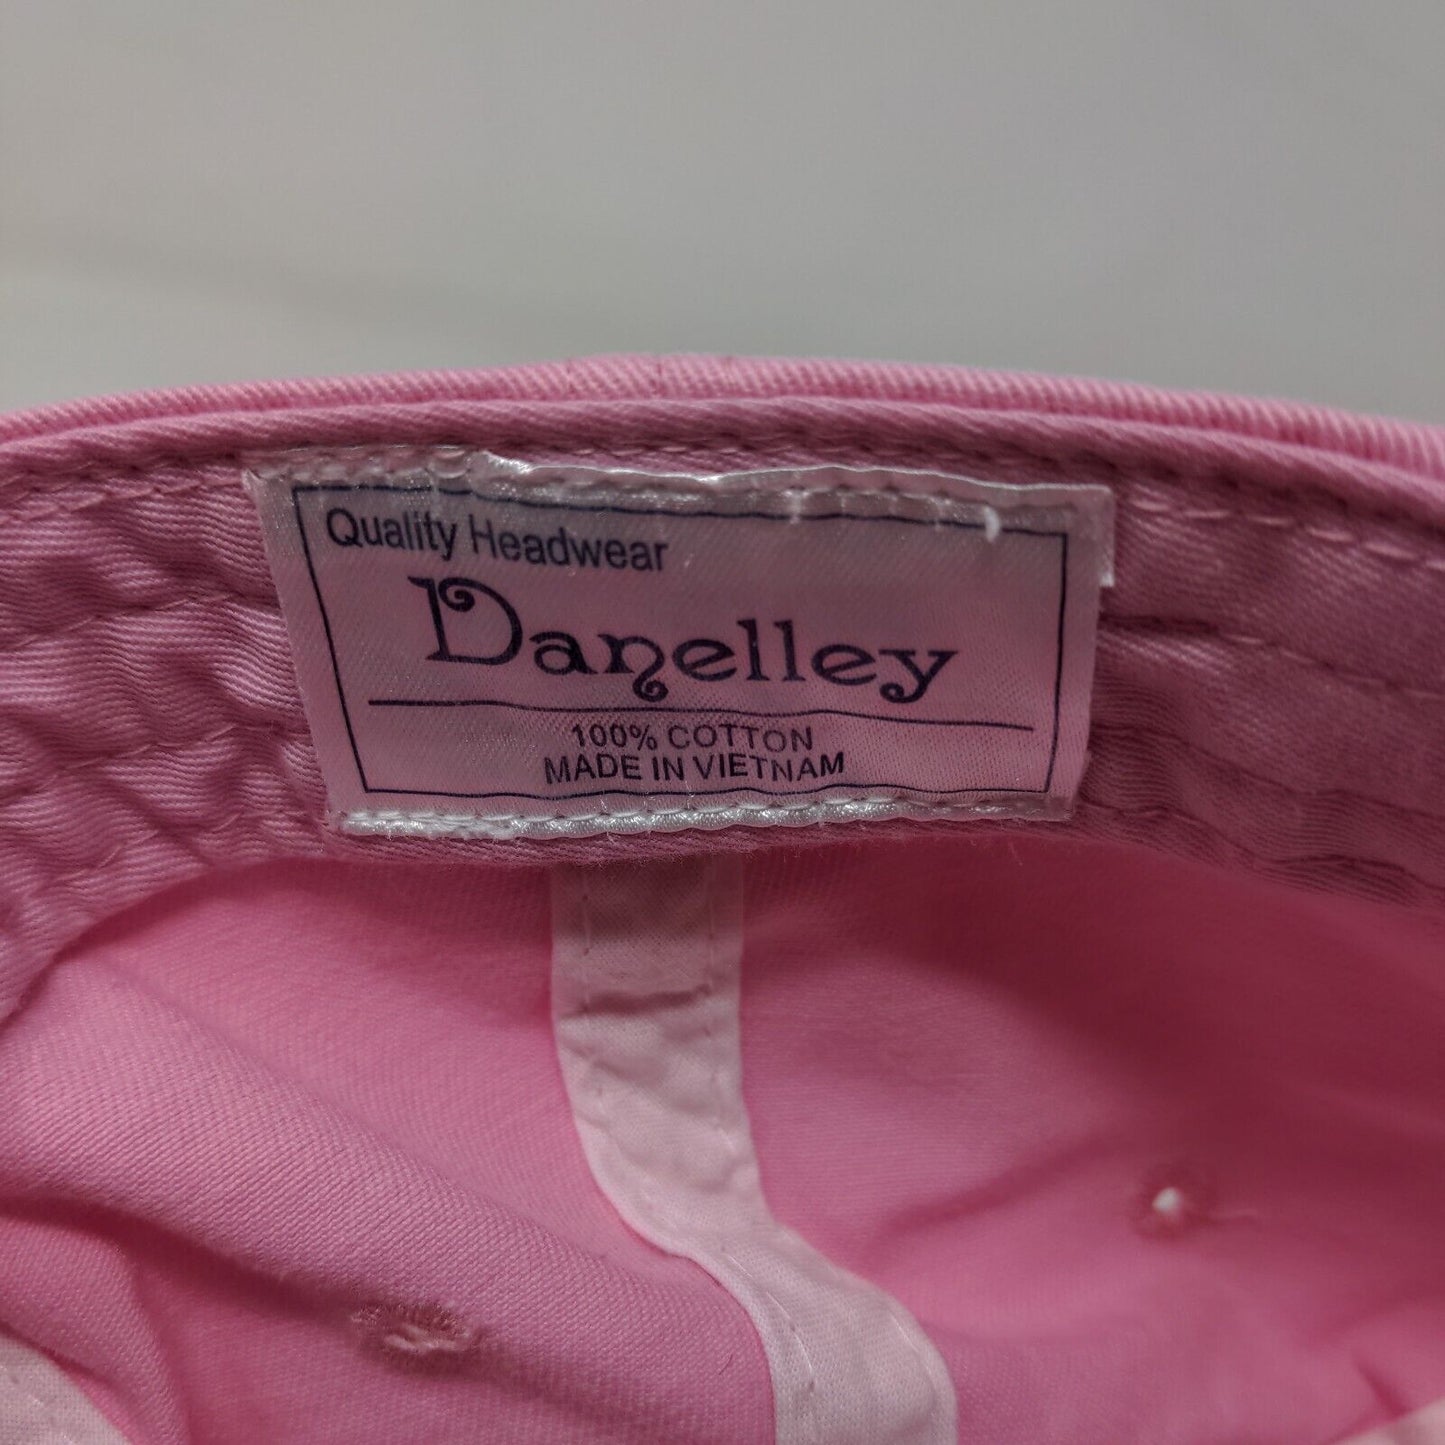 Quality Headwear
Danelley
100% COTTON
MADE IN VIETNAM